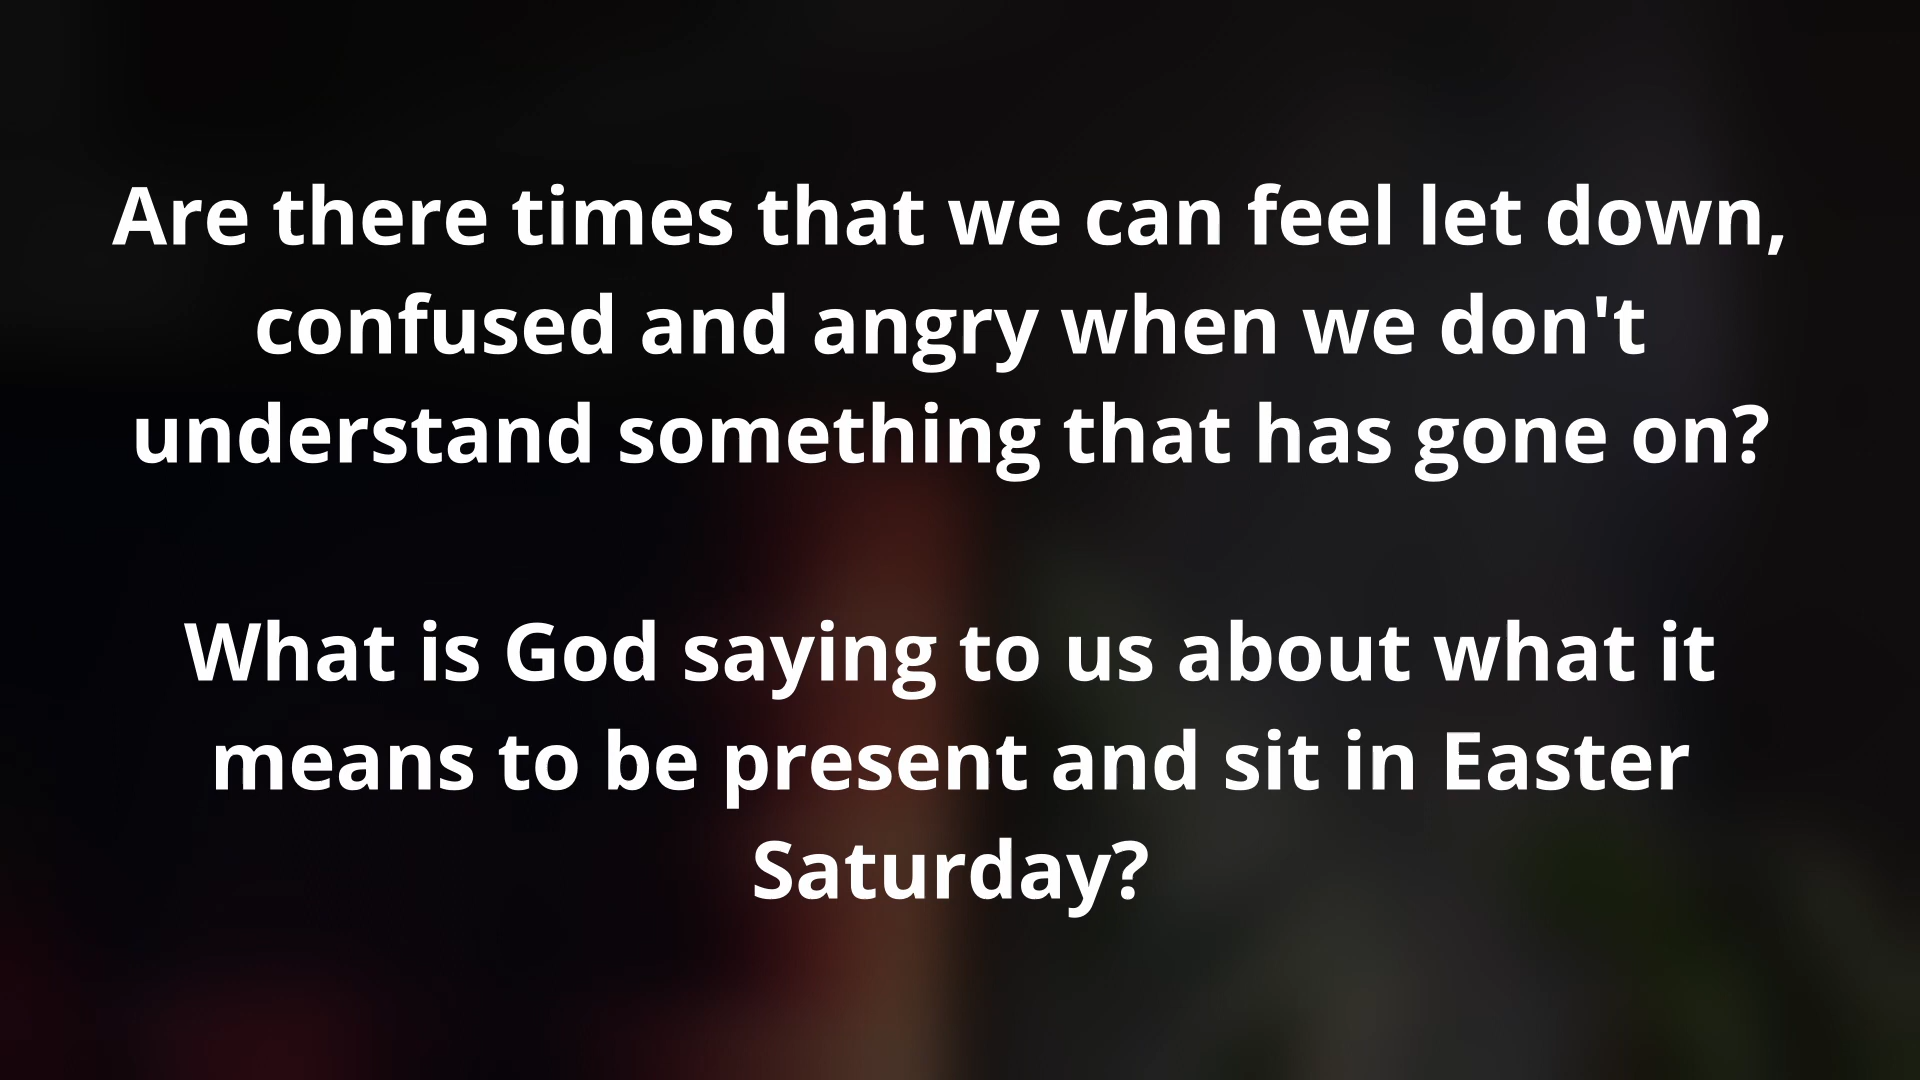 Are there times that we can feel let down,
confused and angry when we don't
understand something that has gone on?
What is God saying to us about what it
means to be present and sit in Easter
Saturday?